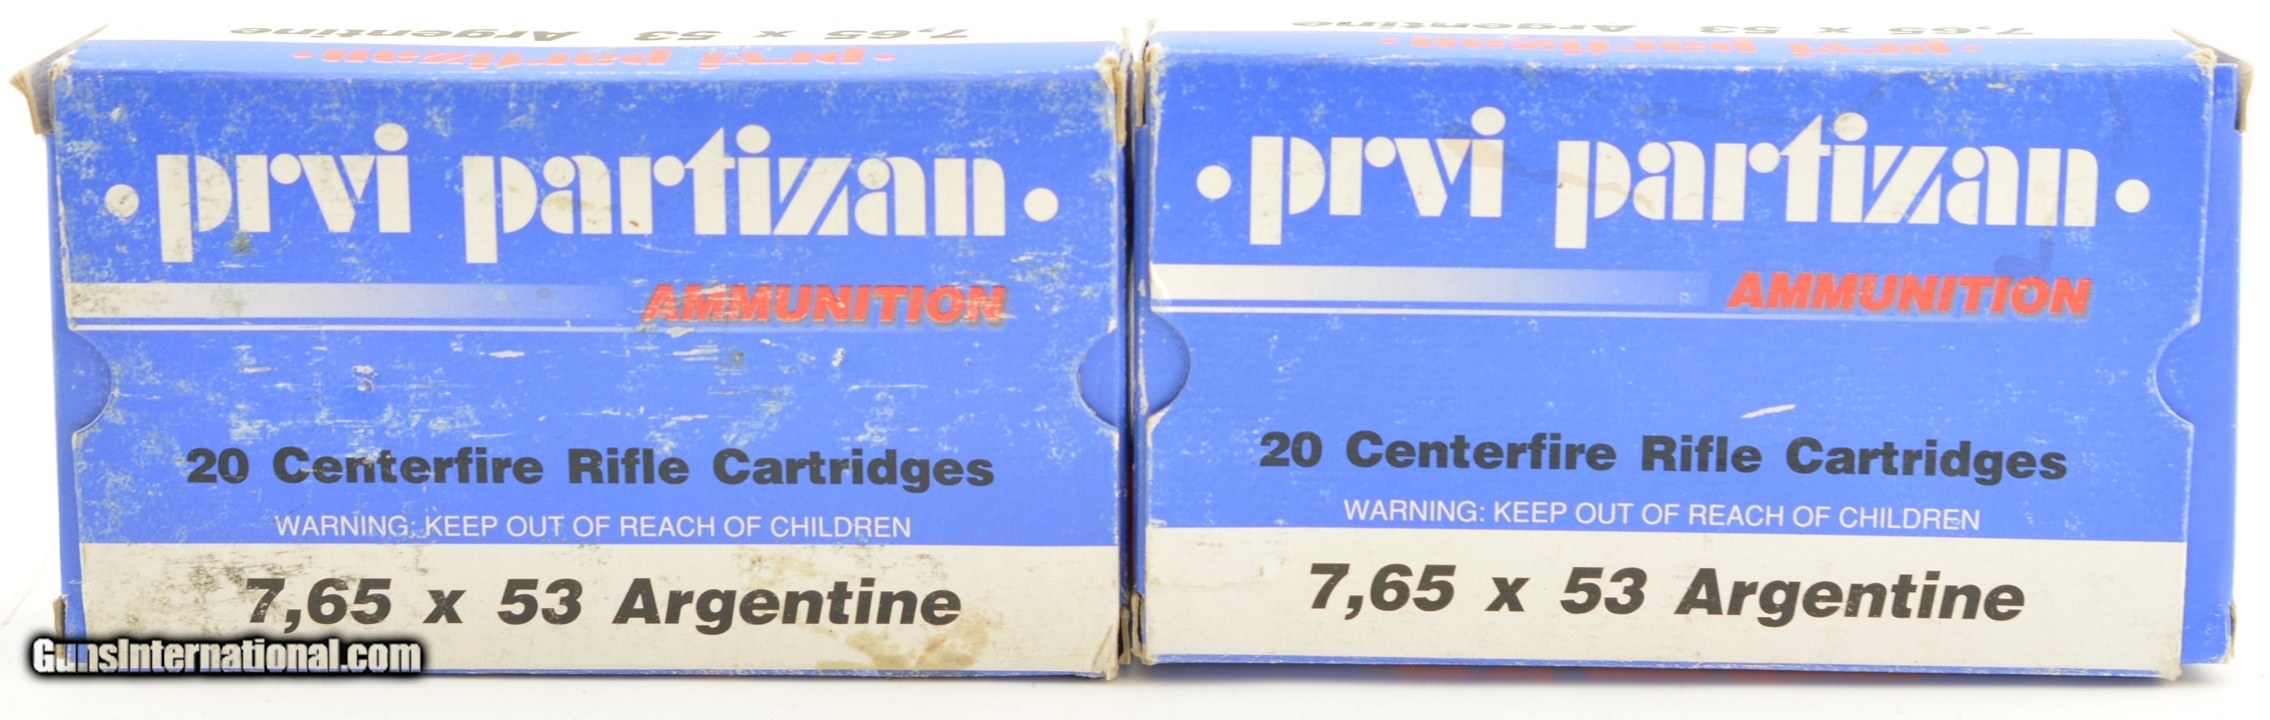 7,65 x 53 Argentine
·prvi partizan·
·prvi partizan·
AMMUNITION
20 Centerfire Rifle Cartridges
WARNING: KEEP OUT OF REACH OF CHILDREN
7,65 x 53 Argentine
7,65 x 53 Argentine
·prvi partizan·
·prvi partizan·
AMMUNITION
20 Centerfire Rifle Cartridges
WARNING: KEEP OUT OF REACH OF CHILDREN
7,65 x 53 Argentine
GunsInternational.com